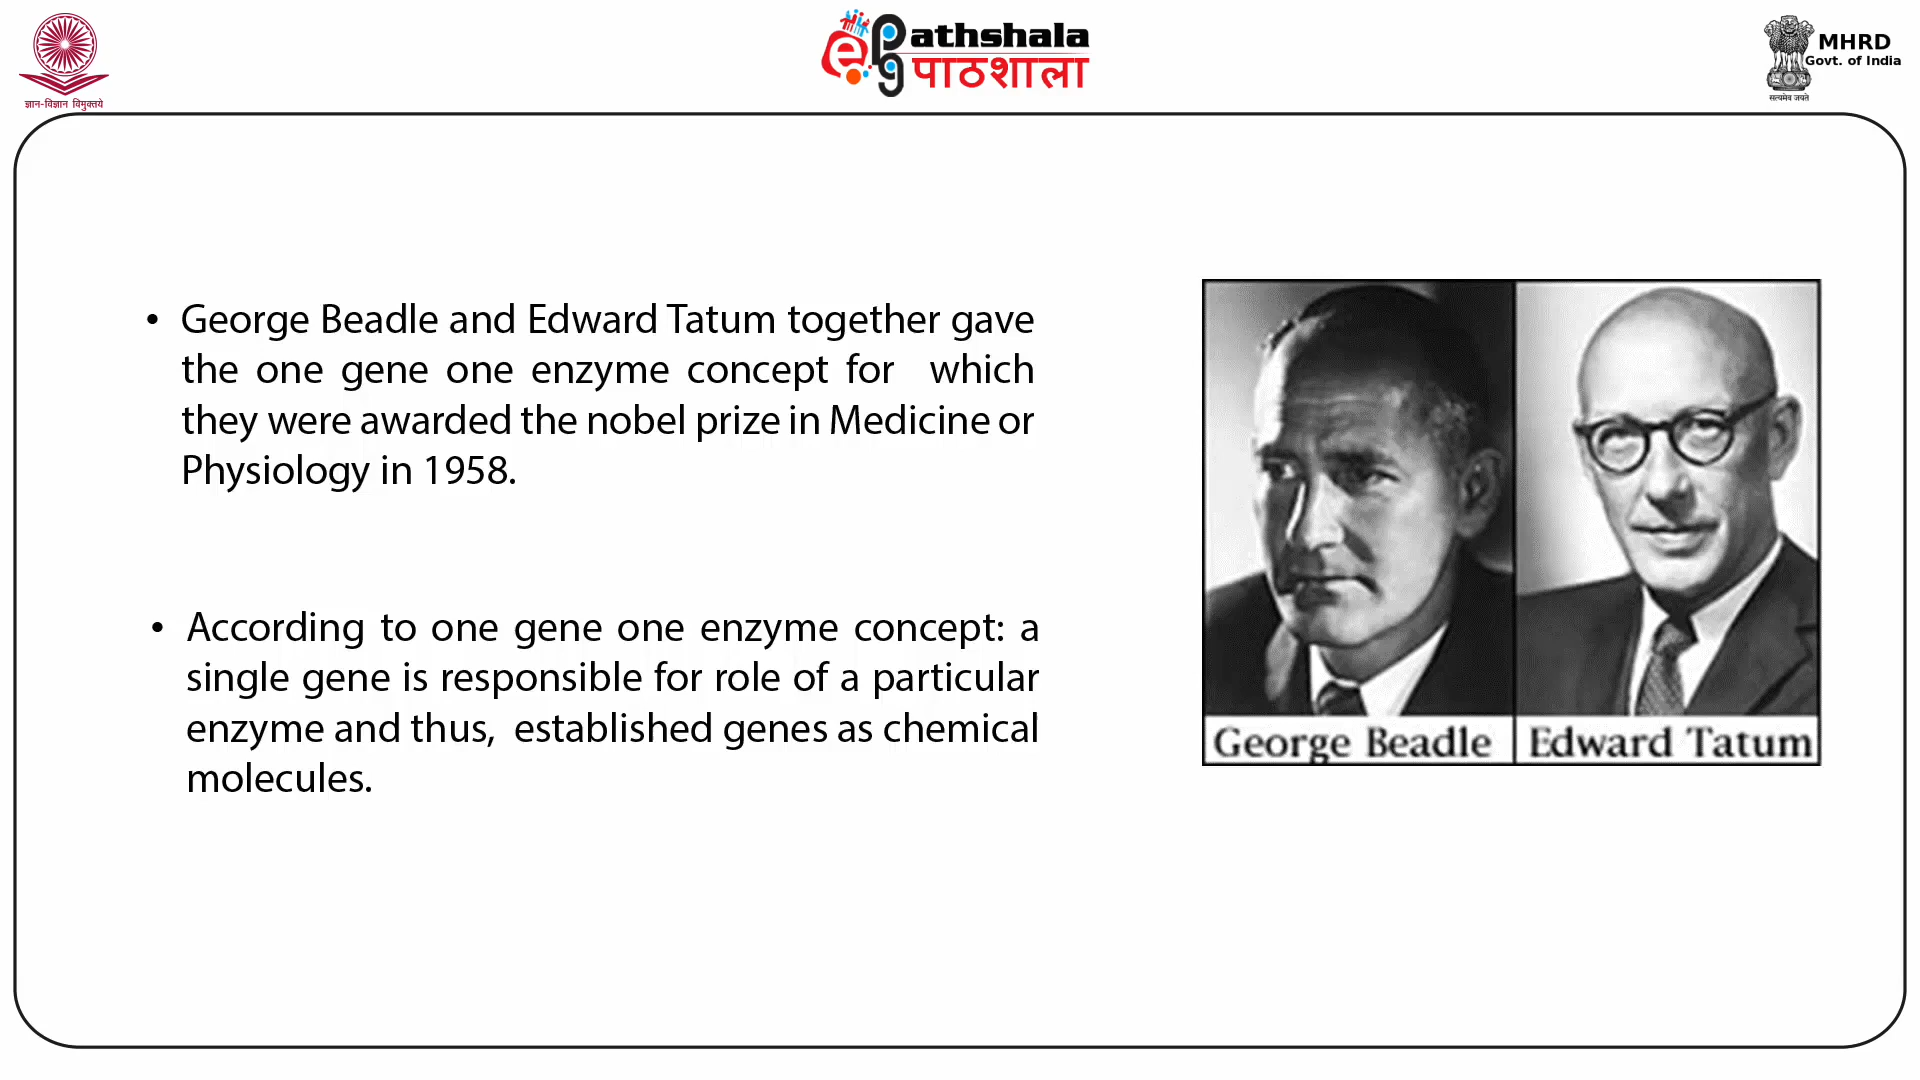 ज्ञान-विज्ञान विमुक्तये
ePathshala
पाठशाला
MHRD
Govt. of India
सत्यमेव जयते
• George Beadle and Edward Tatum together gave
the one gene one enzyme concept for which
they were awarded the nobel prize in Medicine or
Physiology in 1958.
• According to one gene one enzyme concept: a
single gene is responsible for role of a particular
enzyme and thus, established genes as chemical
molecules.
George Beadle
Edward Tatum